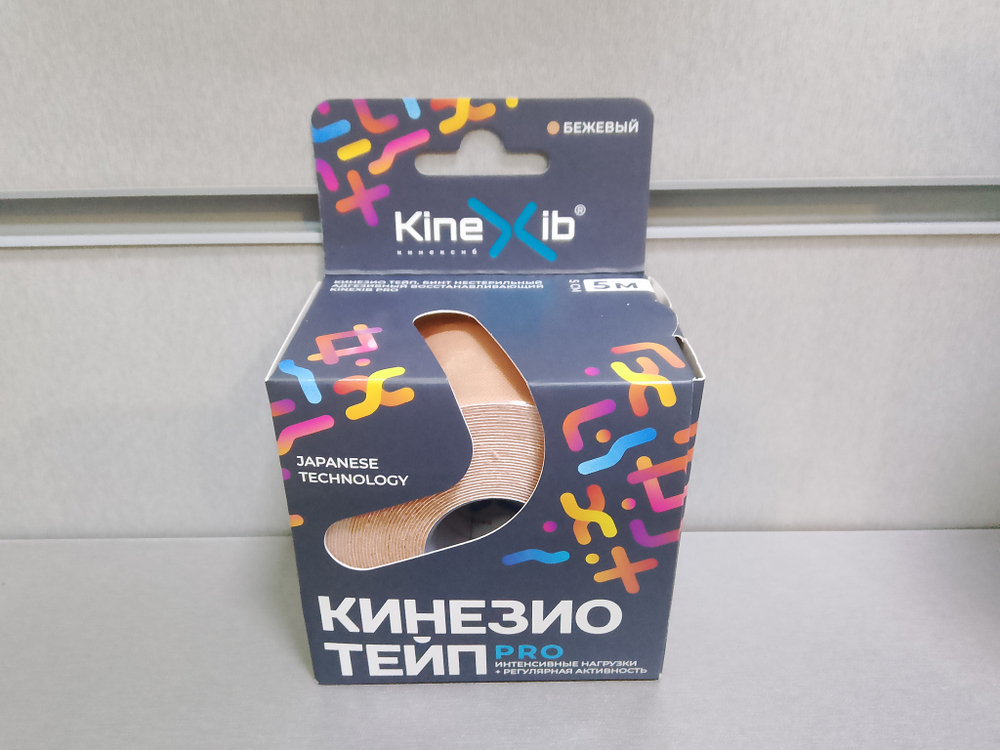 БЕЖЕВЫЙ
KineXib®
кинексиб
КИНЕЗИО ТЕЙП, БИНТ НЕСТЕРИЛЬНЫЙ
АДГЕЗИВНЫЙ ВОССТАНАВЛИВАЮЩИЙ
KINEXIB PRO
5 м
JAPANESE
TECHNOLOGY
КИНЕЗИО
ТЕЙП PRO
ИНТЕНСИВНЫЕ НАГРУЗКИ
+ РЕГУЛЯРНАЯ АКТИВНОСТЬ